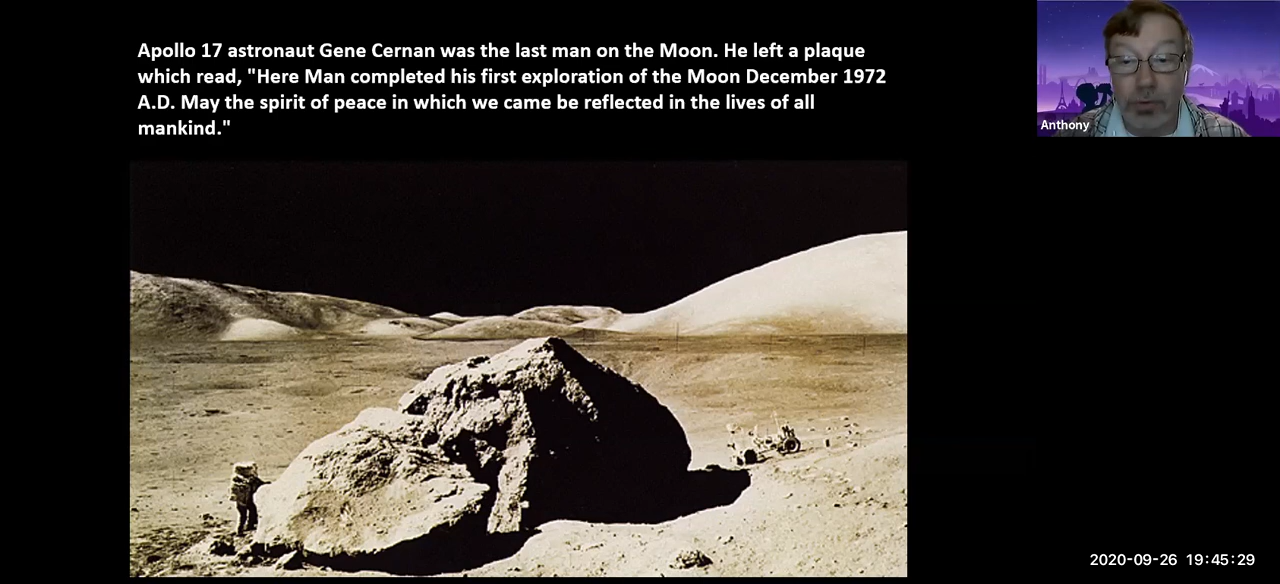 Apollo 17 astronaut Gene Cernan was the last man on the Moon. He left a plaque
which read, "Here Man completed his first exploration of the Moon December 1972
A.D. May the spirit of peace in which we came be reflected in the lives of all
mankind."
Anthony
2020-09-26 19:45:29